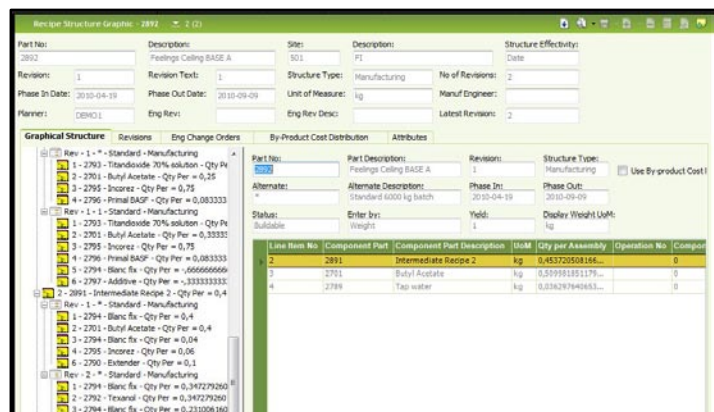 Recipe Structure Graphic - 2892 2 (2)
Part No: Description: Site: Description: Structure Effectivity:
2892 Feelings Ceiling BASE A 501 FI Date
Revision: 1 Revision Text: 1 Structure Type: Manufacturing No of Revisions: 2
Phase In Date: 2010-04-19 Phase Out Date: 2010-09-09 Unit of Measure: kg Manuf Engineer:
Planner: DEMO1 Eng Rev: Eng Rev Desc: Latest Revision: 2
Graphical Structure Revisions Eng Change Orders By-Product Cost Distribution Attributes
Rev - 1 - * - Standard - Manufacturing
1 - 2793 - Titandoxide 70% solution - Qty Pe
2 - 2701 - Butyl Acetate - Qty Per = 0,25
3 - 2795 - Incorez - Qty Per = 0,75
4 - 2796 - Primal BASF - Qty Per = 0,083333
Rev - 1 - 1 - Standard - Manufacturing
1 - 2793 - Titandoxide 70% solution - Qty Pe
2 - 2701 - Butyl Acetate - Qty Per = 0,33333
3 - 2795 - Incorez - Qty Per = 0,75
4 - 2796 - Primal BASF - Qty Per = 0,083333
5 - 2794 - Blanc fix - Qty Per = -,6666666666
6 - 2797 - Additive - Qty Per = -,3333333333
2 - 2891 - Intermediate Recipe 2 - Qty Per = 0,4
Rev - 1 - * - Standard - Manufacturing
1 - 2794 - Blanc fix - Qty Per = 0,4
2 - 2701 - Butyl Acetate - Qty Per = 0,4
3 - 2794 - Blanc fix - Qty Per = 0,04
4 - 2795 - Incorez - Qty Per = 0,06
6 - 2790 - Extender - Qty Per = 0,1
Rev - 2 - * - Standard - Manufacturing
1 - 2794 - Blanc fix - Qty Per = 0,347279260
2 - 2792 - Texanol - Qty Per = 0,347279260
3 - 2794 - Blanc fix - Qty Per = 0,231006160
Part No: Part Description: Revision: Structure Type:
2892 Feelings Ceiling BASE A 1 Manufacturing Use By-product Cost
Alternate: Alternate Description: Phase In: Phase Out:
* Standard 6000 kg batch 2010-04-19 2010-09-09
Status: Enter by: Yield: Display Weight UoM:
Buildable Weight 1 kg
Line Item No Component Part Component Part Description UoM Qty per Assembly Operation No Compon
2 2891 Intermediate Recipe 2 kg 0,453720508166... 0
3 2701 Butyl Acetate kg 0,509981851179... 0
4 2789 Tap water kg 0,036297640653... 0